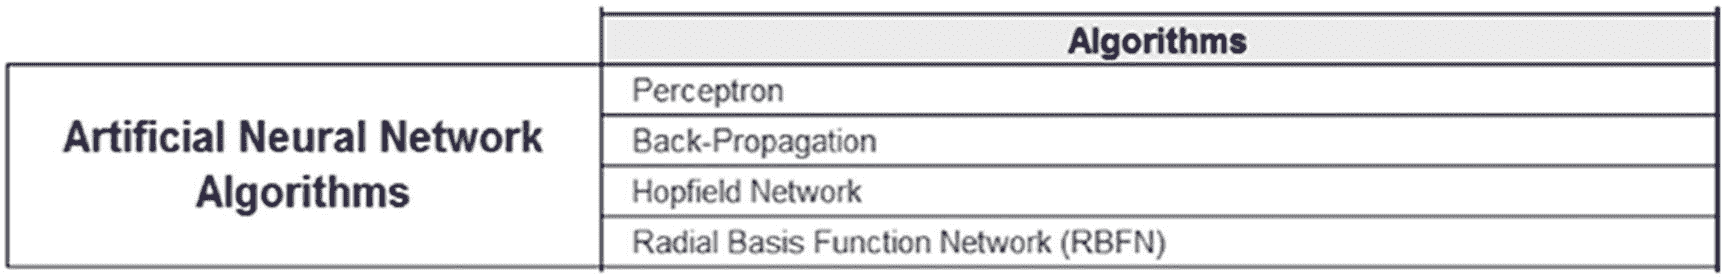 Algorithms
Artificial Neural Network
Algorithms
Perceptron
Back-Propagation
Hopfield Network
Radial Basis Function Network (RBFN)